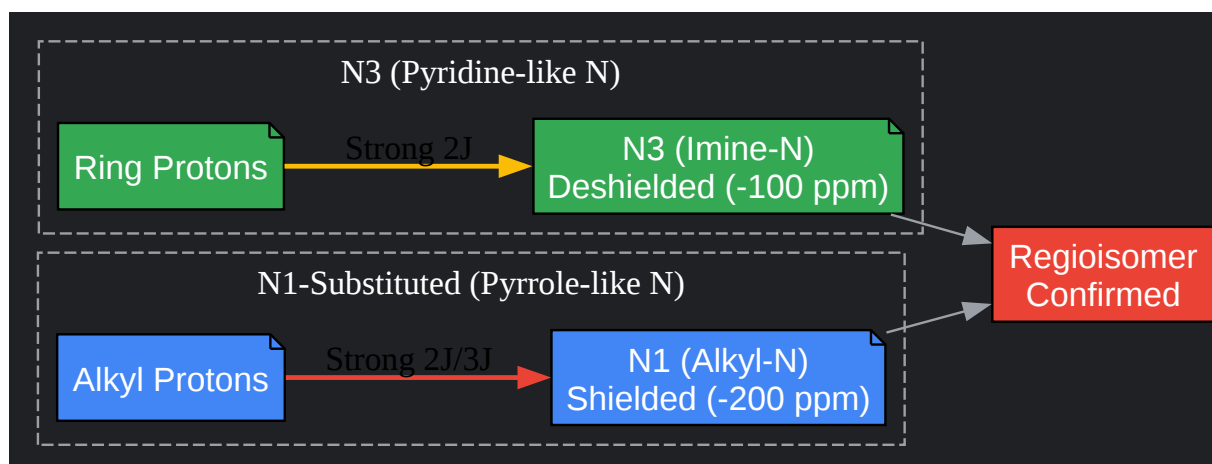 N3 (Pyridine-like N)
Ring Protons
Strong 2J
N3 (Imine-N)
Deshielded (-100 ppm)
N1-Substituted (Pyrrole-like N)
Alkyl Protons
Strong 2J/3J
N1 (Alkyl-N)
Shielded (-200 ppm)
Regioisomer
Confirmed